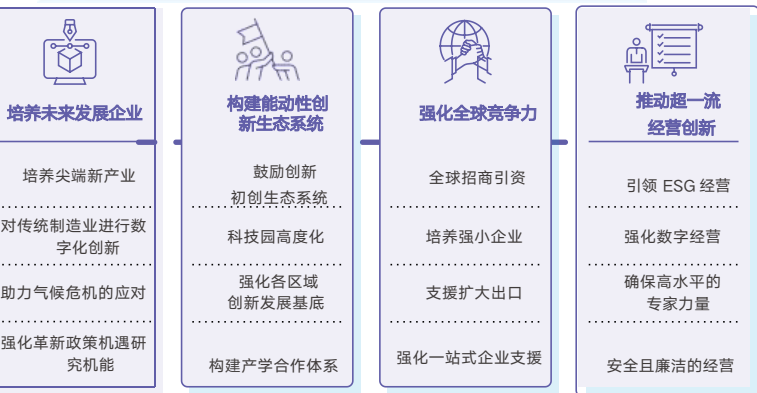 培养未来发展企业
培养尖端新产业
对传统制造业进行数
字化创新
助力气候危机的应对
强化革新政策机遇研
究机能
构建能动性创
新生态系统
鼓励创新
初创生态系统
科技园高度化
强化各区域
创新发展基底
构建产学合作体系
强化全球竞争力
全球招商引资
培养强小企业
支援扩大出口
强化一站式企业支援
推动超一流
经营创新
引领 ESG 经营
强化数字经营
确保高水平的
专家力量
安全且廉洁的经营